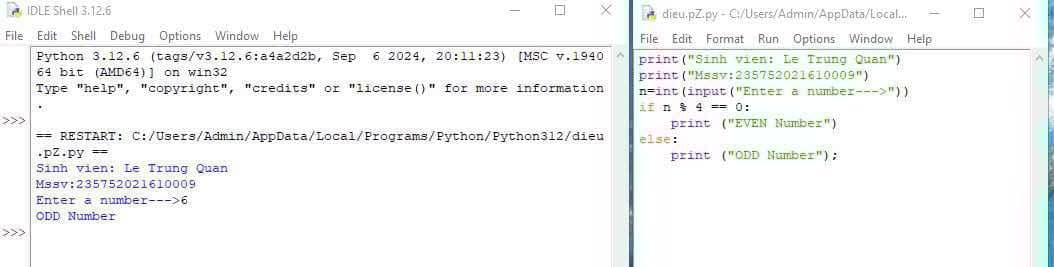 IDLE Shell 3.12.6
File Edit Shell Debug Options Window Help
Python 3.12.6 (tags/v3.12.6:a4a2d2b, Sep  6 2024, 20:11:23) [MSC v.1940
64 bit (AMD64)] on win32
Type "help", "copyright", "credits" or "license()" for more information
.
>>>
== RESTART: C:/Users/Admin/AppData/Local/Programs/Python/Python312/dieu
.pZ.py ==
Sinh vien: Le Trung Quan
Mssv:235752021610009
Enter a number--->6
ODD Number
>>>
dieu.pZ.py - C:/Users/Admin/AppData/Local...
File Edit Format Run Options Window Help
print("Sinh vien: Le Trung Quan")
print("Mssv:235752021610009")
n=int(input("Enter a number--->"))
if n % 4 == 0:
    print ("EVEN Number")
else:
    print ("ODD Number");